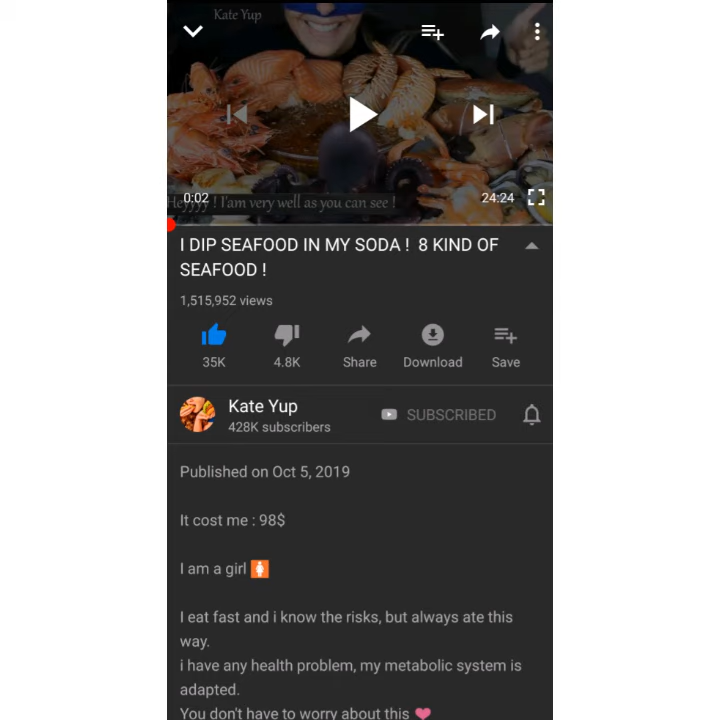 Kate Yup
Heyyyy ! I'am very well as you can see !
0:02
24:24
I DIP SEAFOOD IN MY SODA ! 8 KIND OF
SEAFOOD !
1,515,952 views
35K
4.8K
Share
Download
Save
Kate Yup
SUBSCRIBED
428K subscribers
Published on Oct 5, 2019
It cost me : 98$
I am a girl 🚺
I eat fast and i know the risks, but always ate this
way.
i have any health problem, my metabolic system is
adapted.
You don't have to worry about this ❤